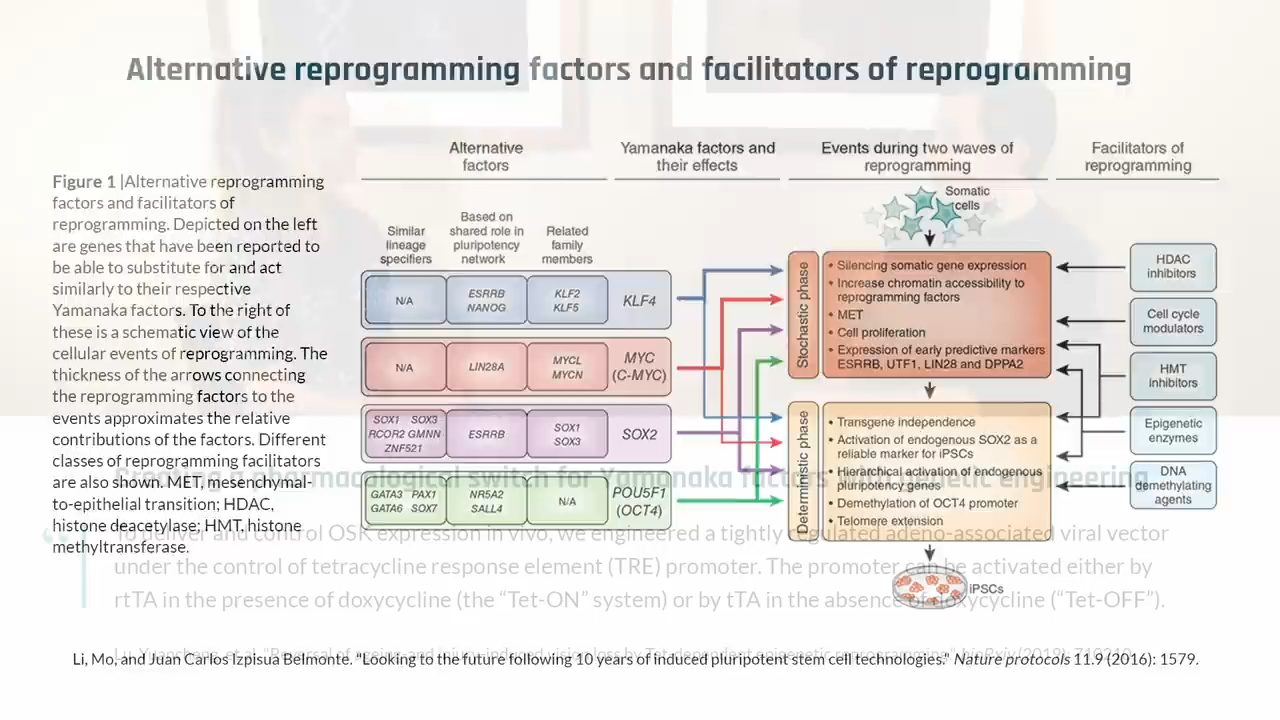 Alternative reprogramming factors and facilitators of reprogramming
Figure 1 |Alternative reprogramming
factors and facilitators of
reprogramming. Depicted on the left
are genes that have been reported to
be able to substitute for and act
similarly to their respective
Yamanaka factors. To the right of
these is a schematic view of the
cellular events of reprogramming. The
thickness of the arrows connecting
the reprogramming factors to the
events approximates the relative
contributions of the factors. Different
classes of reprogramming facilitators
are also shown. MET, mesenchymal-
to-epithelial transition; HDAC,
histone deacetylase; HMT, histone
methyltransferase.
Alternative
factors
Similar
lineage
specifiers
Based on
shared role in
pluripotency
network
Related
family
members
N/A
ESRRB
NANOG
KLF2
KLF5
N/A
LIN28A
MYCL
MYCN
SOX1 SOX3
RCOR2 GMNN
ZNF521
ESRRB
SOX1
SOX3
GATA3 PAX1
GATA6 SOX7
NR5A2
SALL4
N/A
Yamanaka factors and
their effects
KLF4
MYC
(C-MYC)
SOX2
POU5F1
(OCT4)
Events during two waves of
reprogramming
Somatic
cells
Stochastic phase
• Silencing somatic gene expression
• Increase chromatin accessibility to
reprogramming factors
• MET
• Cell proliferation
• Expression of early predictive markers
ESRRB, UTF1, LIN28 and DPPA2
Deterministic phase
• Transgene independence
• Activation of endogenous SOX2 as a
reliable marker for iPSCs
• Hierarchical activation of endogenous
pluripotency genes
• Demethylation of OCT4 promoter
• Telomere extension
iPSCs
Facilitators of
reprogramming
HDAC
inhibitors
Cell cycle
modulators
HMT
inhibitors
Epigenetic
enzymes
DNA
demethylating
agents
Creating a pharmacological switch for Yamanaka factors with genetic engineering
“To deliver and control OSK expression in vivo, we engineered a tightly regulated adeno-associated viral vector
under the control of tetracycline response element (TRE) promoter. The promoter can be activated either by
rtTA in the presence of doxycycline (the “Tet-ON” system) or by tTA in the absence of doxycycline (“Tet-OFF”).
Li, Mo, and Juan Carlos Izpisua Belmonte. "Looking to the future following 10 years of induced pluripotent stem cell technologies." Nature protocols 11.9 (2016): 1579.